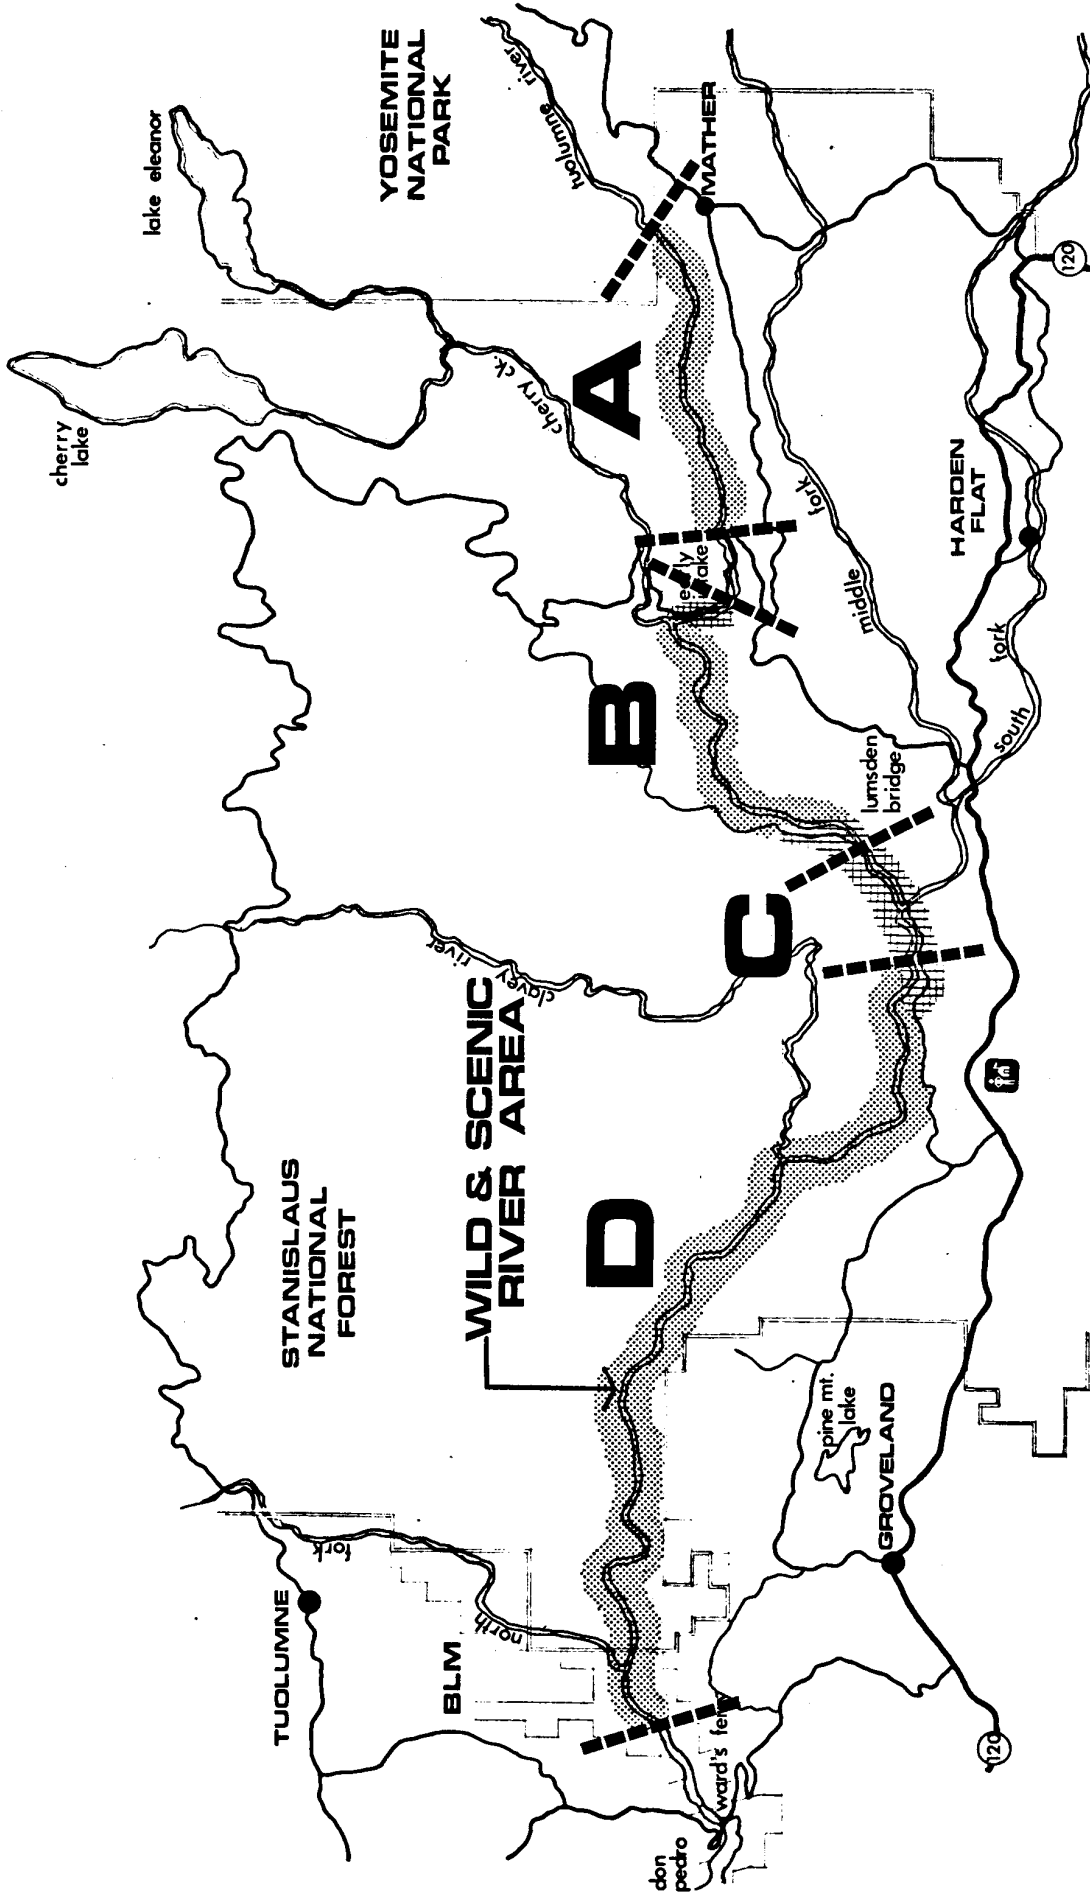 cherry
lake
lake eleanor
YOSEMITE
NATIONAL
PARK
tuolumne river
cherry ck.
MATHER
A
B
C
D
middle fork
HARDEN
FLAT
south fork
lumsden
bridge
120
clavey river
WILD & SCENIC
RIVER AREA
STANISLAUS
NATIONAL
FOREST
TUOLUMNE
north fork
BLM
pine mt.
lake
GROVELAND
ward's
don
pedro
120